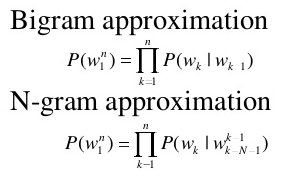 Bigram approximation
P(w_1^n) = ∏_{k=1}^{n} P(w_k | w_{k 1})
N-gram approximation
P(w_1^n) = ∏_{k=1}^{n} P(w_k | w_{k−N−1}^{k−1})